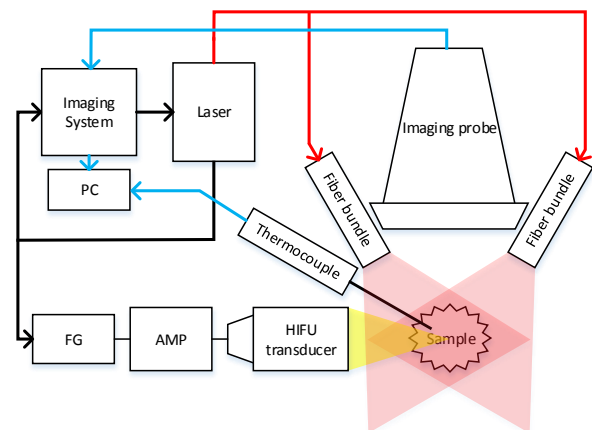 Imaging
System
Laser
Imaging probe
PC
Fiber bundle
Fiber bundle
Thermocouple
FG
AMP
HIFU
transducer
Sample